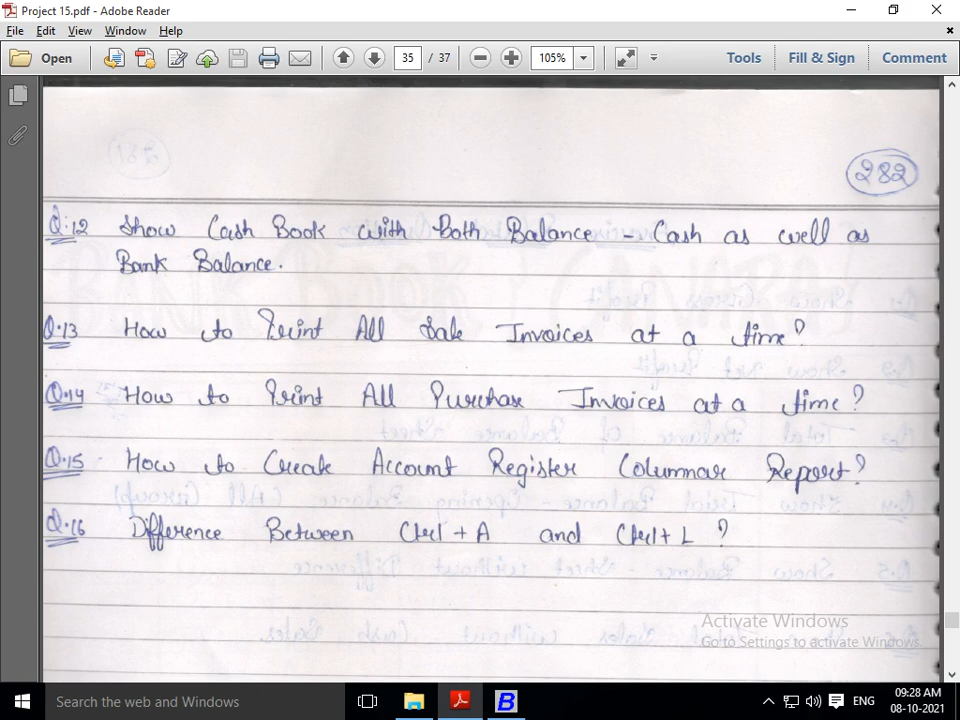 Project 15.pdf - Adobe Reader
File Edit View Window Help
Open 35 / 37 105% Tools Fill & Sign Comment
282
Q.12 Show Cash Book with Both Balance - Cash as well as
Bank Balance.
Q.13 How to Print All Sale Invoices at a time?
Q.14 How to Print All Purchase Invoices at a time?
Q.15 How to Create Account Register Columnar Report?
Q.16 Difference Between Ctrl + A and Ctrl + L ?
Activate Windows
Go to Settings to activate Windows.
Search the web and Windows
B
ENG
09:28 AM
08-10-2021